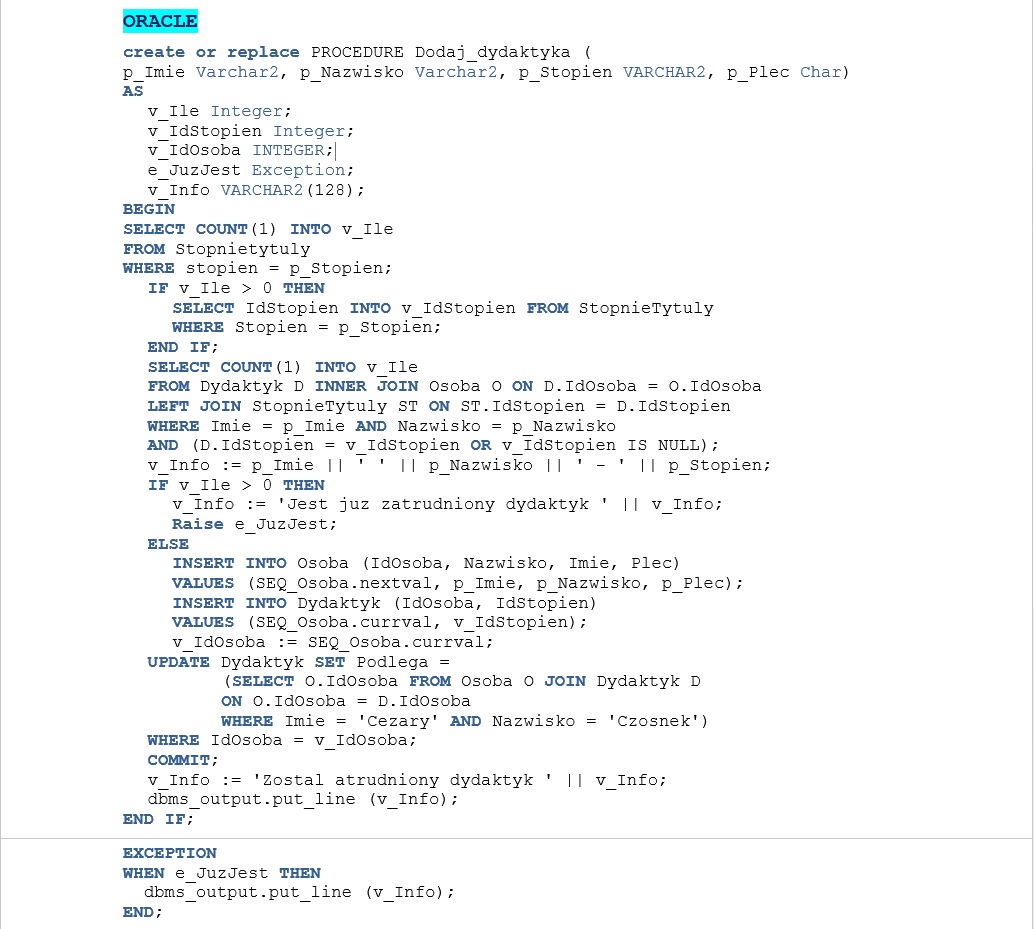 ORACLE
create or replace PROCEDURE Dodaj_dydaktyka (
p_Imie Varchar2, p_Nazwisko Varchar2, p_Stopien VARCHAR2, p_Plec Char)
AS
v_Ile Integer;
v_IdStopien Integer;
v_IdOsoba INTEGER;
e_JuzJest Exception;
v_Info VARCHAR2(128);
BEGIN
SELECT COUNT(1) INTO v_Ile
FROM Stopnietytuly
WHERE stopien = p_Stopien;
IF v_Ile > 0 THEN
SELECT IdStopien INTO v_IdStopien FROM StopnieTytuly
WHERE Stopien = p_Stopien;
END IF;
SELECT COUNT(1) INTO v_Ile
FROM Dydaktyk D INNER JOIN Osoba O ON D.IdOsoba = O.IdOsoba
LEFT JOIN StopnieTytuly ST ON ST.IdStopien = D.IdStopien
WHERE Imie = p_Imie AND Nazwisko = p_Nazwisko
AND (D.IdStopien = v_IdStopien OR v_IdStopien IS NULL);
v_Info := p_Imie || ' ' || p_Nazwisko || ' - ' || p_Stopien;
IF v_Ile > 0 THEN
v_Info := 'Jest juz zatrudniony dydaktyk ' || v_Info;
Raise e_JuzJest;
ELSE
INSERT INTO Osoba (IdOsoba, Nazwisko, Imie, Plec)
VALUES (SEQ_Osoba.nextval, p_Imie, p_Nazwisko, p_Plec);
INSERT INTO Dydaktyk (IdOsoba, IdStopien)
VALUES (SEQ_Osoba.currval, v_IdStopien);
v_IdOsoba := SEQ_Osoba.currval;
UPDATE Dydaktyk SET Podlega =
(SELECT O.IdOsoba FROM Osoba O JOIN Dydaktyk D
ON O.IdOsoba = D.IdOsoba
WHERE Imie = 'Cezary' AND Nazwisko = 'Czosnek')
WHERE IdOsoba = v_IdOsoba;
COMMIT;
v_Info := 'Zostal atrudniony dydaktyk ' || v_Info;
dbms_output.put_line (v_Info);
END IF;
EXCEPTION
WHEN e_JuzJest THEN
dbms_output.put_line (v_Info);
END;